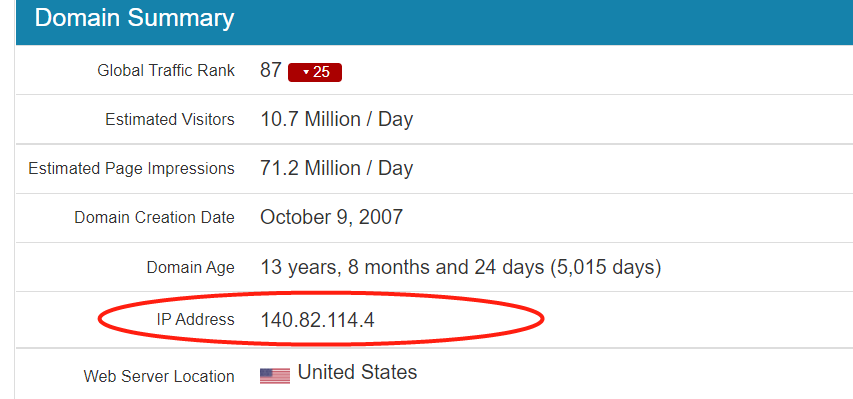 Domain Summary
Global Traffic Rank 87 25
Estimated Visitors 10.7 Million / Day
Estimated Page Impressions 71.2 Million / Day
Domain Creation Date October 9, 2007
Domain Age 13 years, 8 months and 24 days (5,015 days)
IP Address 140.82.114.4
Web Server Location United States